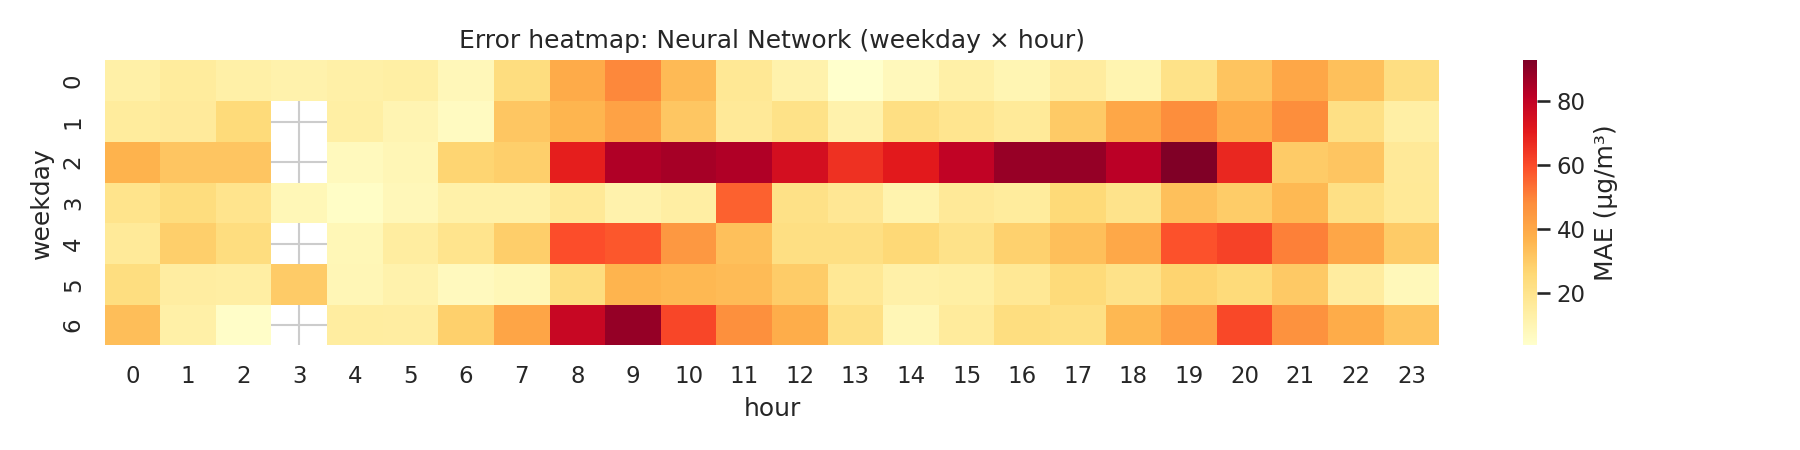 Error heatmap: Neural Network (weekday × hour)
weekday
0
1
2
3
4
5
6
0 1 2 3 4 5 6 7 8 9 10 11 12 13 14 15 16 17 18 19 20 21 22 23
hour
80
60
40
20
MAE (µg/m³)